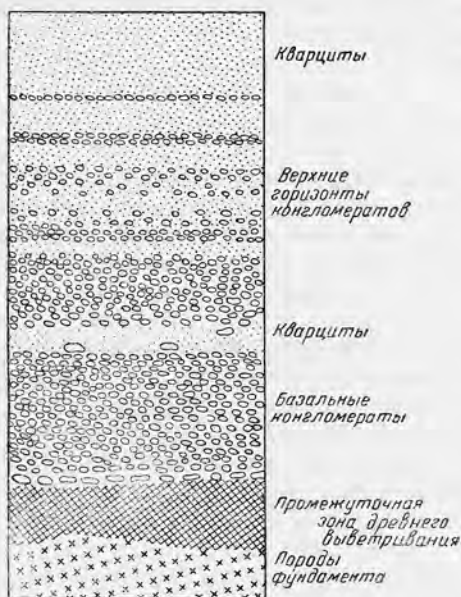 Кварциты
Верхние
горизонты
конгломератов
Кварциты
Базальные
конгломераты
Промежуточная
зона древнего
выветривания
Породы
фундамента